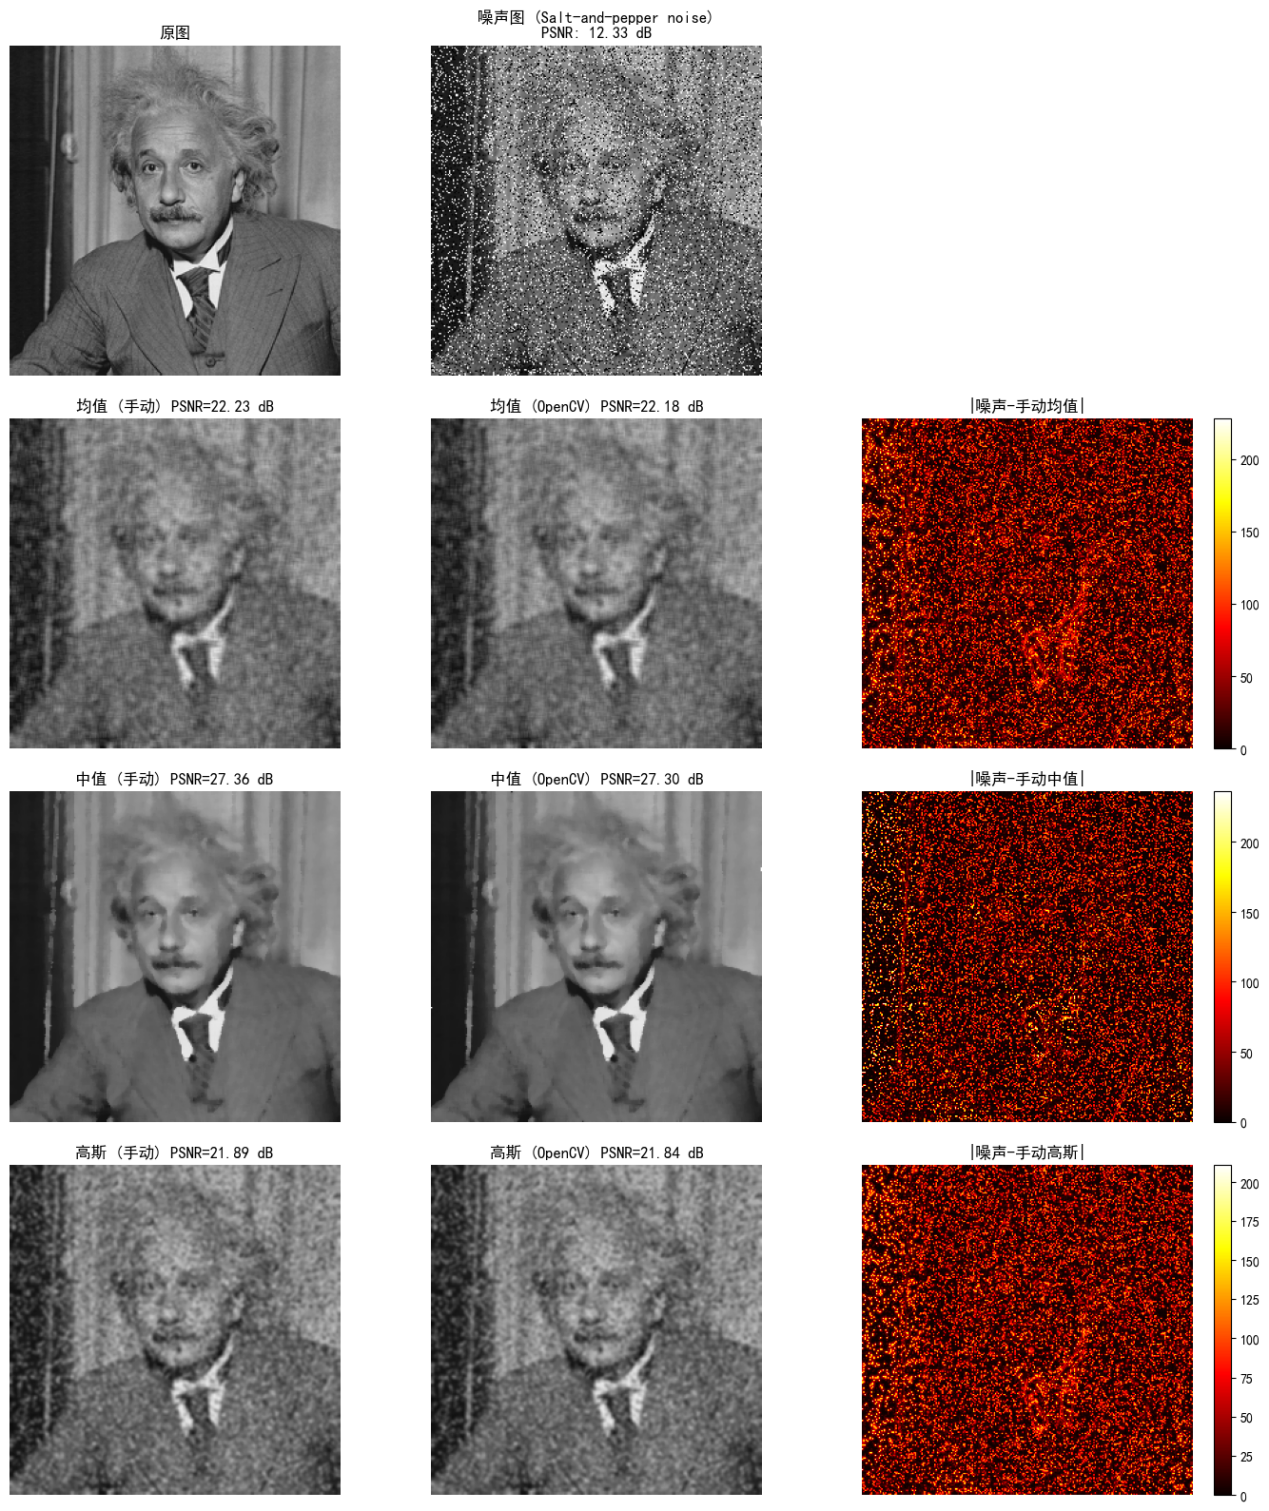 原图
噪声图 (Salt-and-pepper noise)
PSNR: 12.33 dB
均值 (手动) PSNR=22.23 dB
均值 (OpenCV) PSNR=22.18 dB
|噪声-手动均值|
200
150
100
50
0
中值 (手动) PSNR=27.36 dB
中值 (OpenCV) PSNR=27.30 dB
|噪声-手动中值|
200
150
100
50
0
高斯 (手动) PSNR=21.89 dB
高斯 (OpenCV) PSNR=21.84 dB
|噪声-手动高斯|
200
175
150
125
100
75
50
25
0